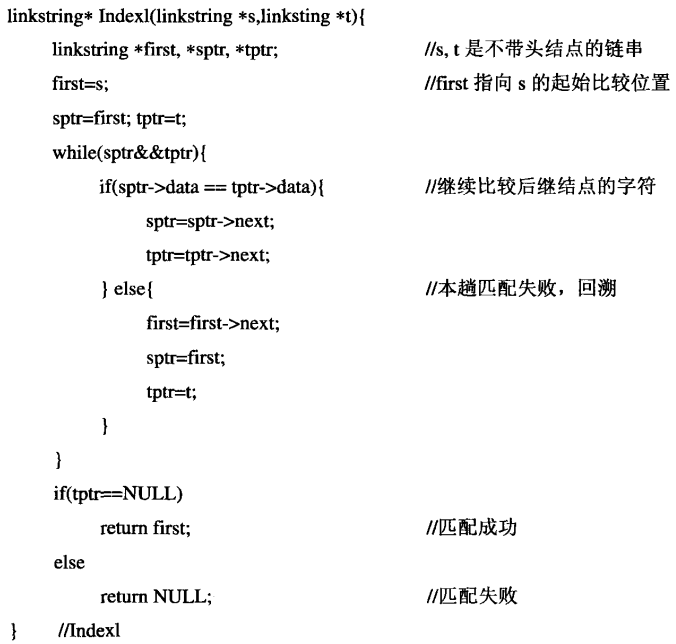 linkstring* Indexl(linkstring *s,linksting *t){
linkstring *first, *sptr, *tptr; //s, t 是不带头结点的链串
first=s; //first 指向 s 的起始比较位置
sptr=first; tptr=t;
while(sptr&&tptr){
if(sptr->data == tptr->data){ //继续比较后继结点的字符
sptr=sptr->next;
tptr=tptr->next;
} else{ //本趟匹配失败，回溯
first=first->next;
sptr=first;
tptr=t;
}
}
if(tptr==NULL)
return first; //匹配成功
else
return NULL; //匹配失败
} //Indexl